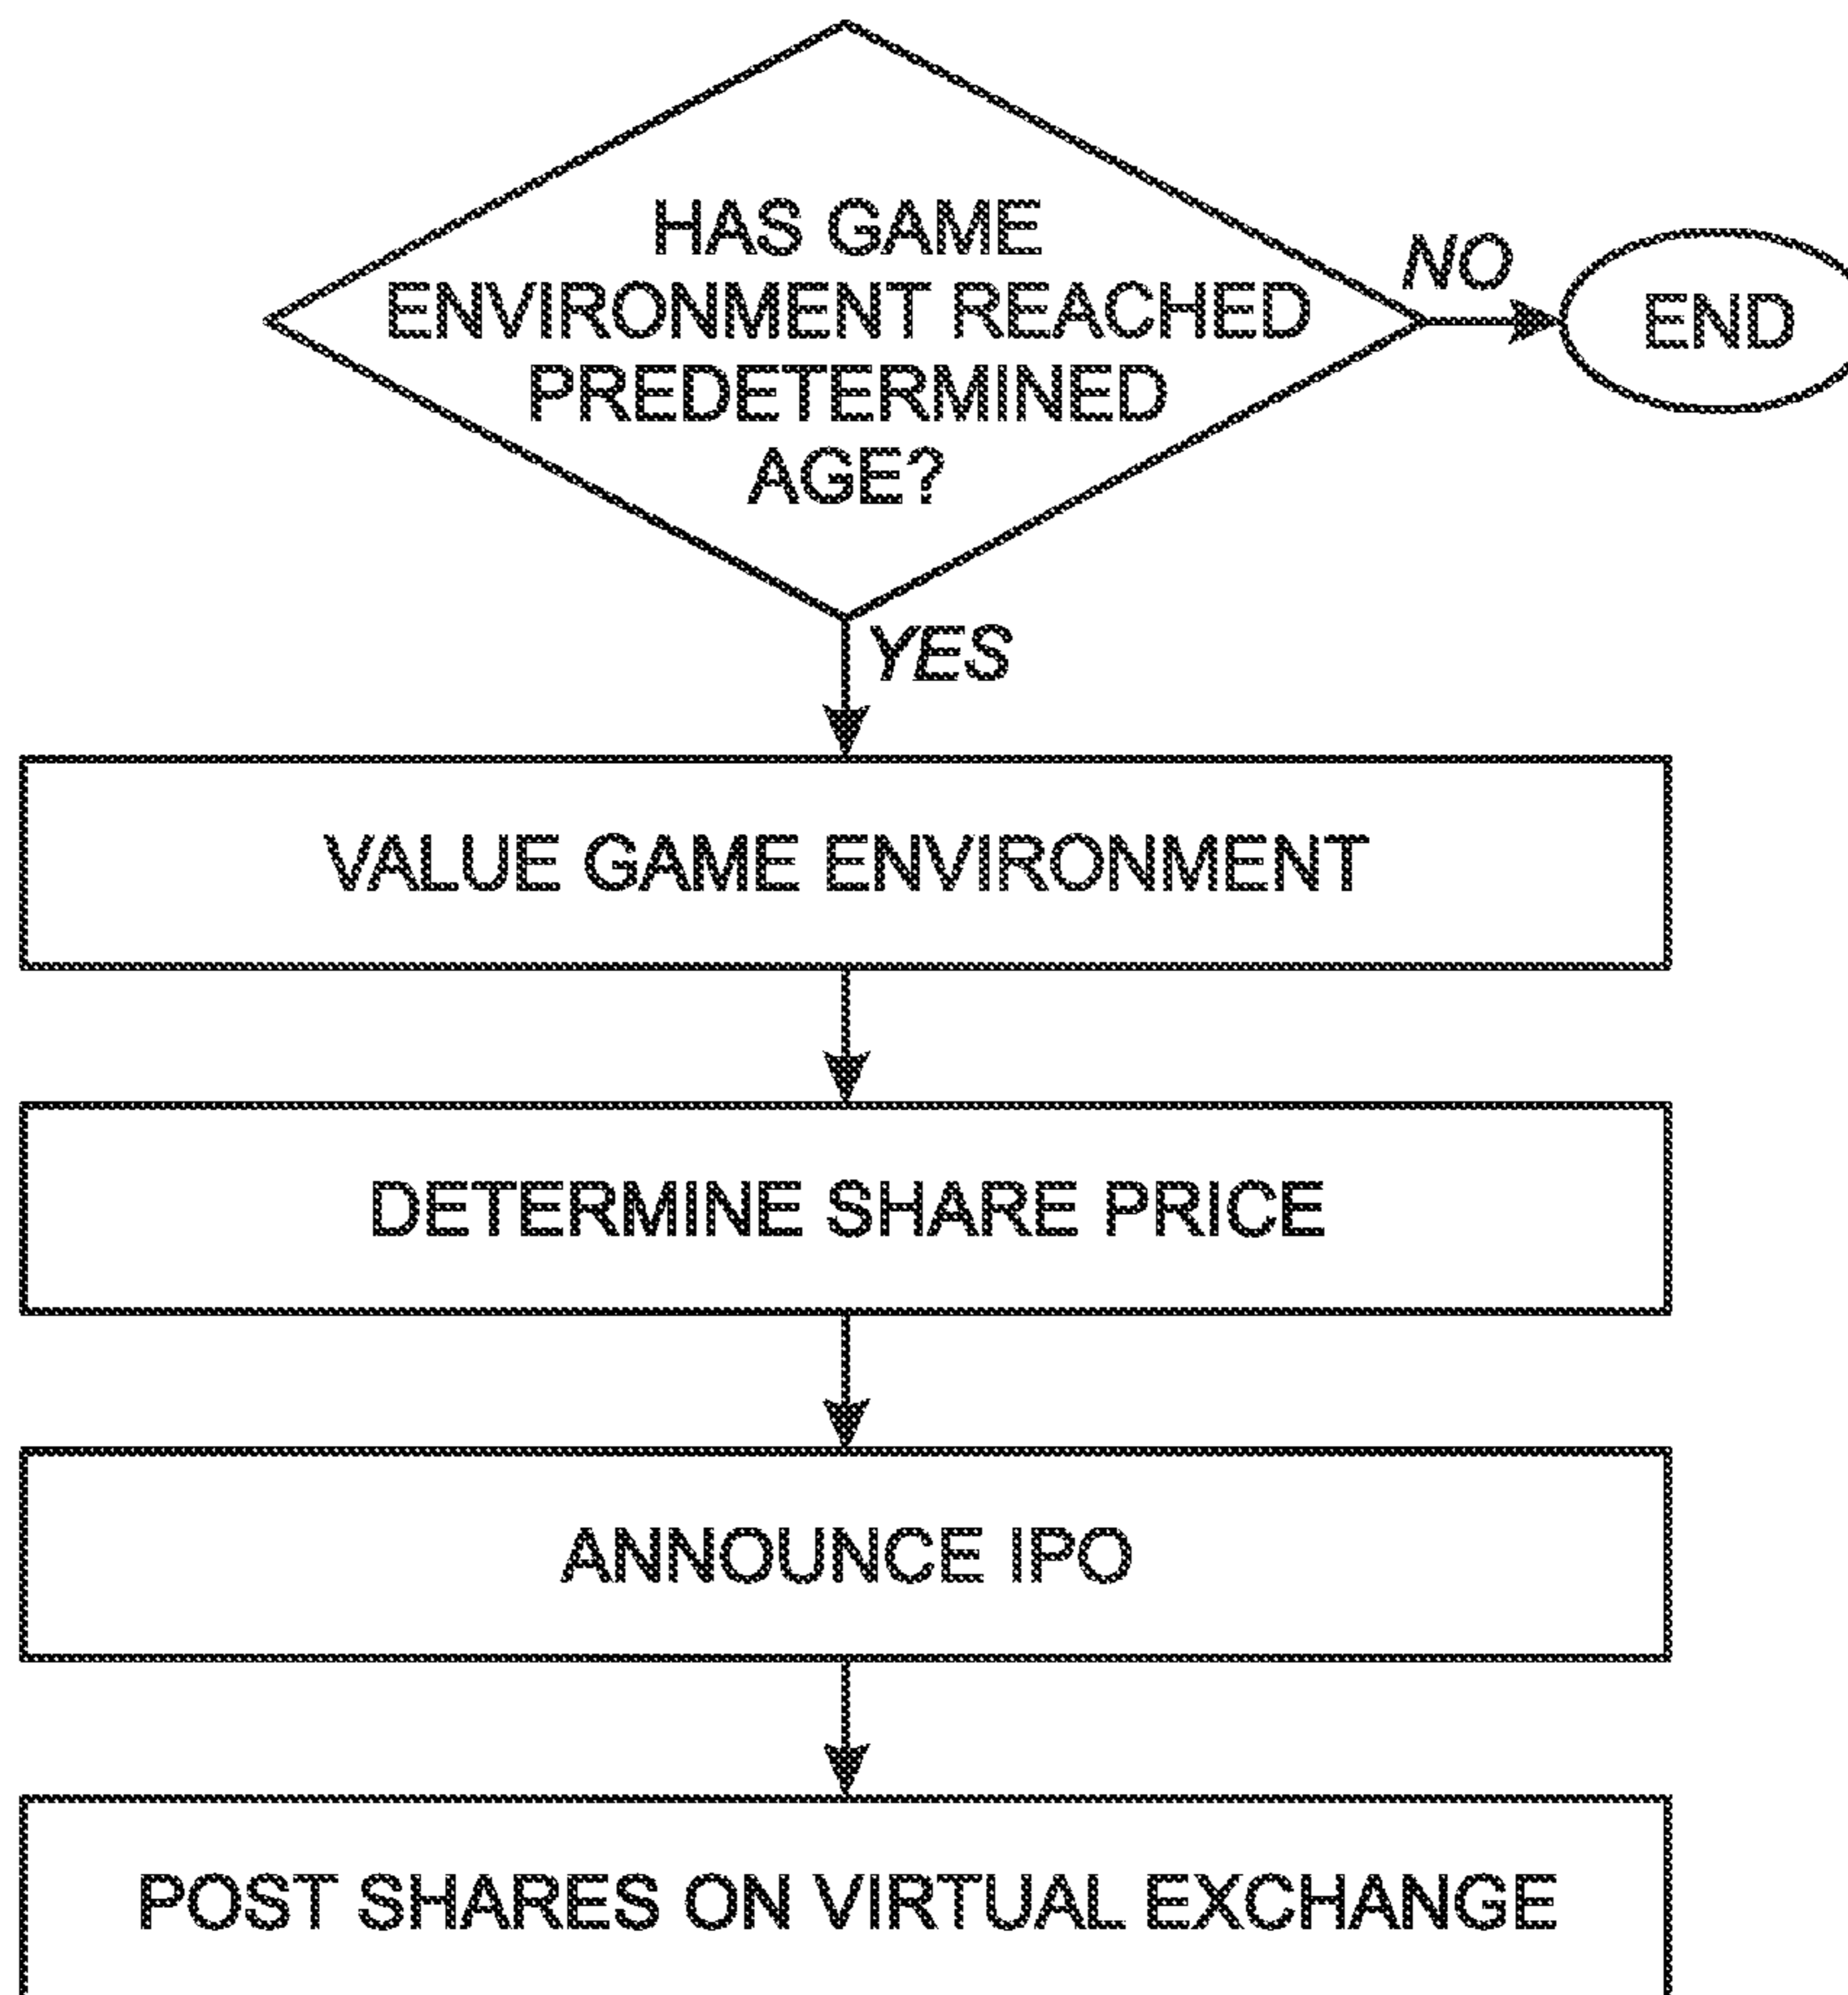 HAS GAME
ENVIRONMENT REACHED
PREDETERMINED
AGE?
NO
END
YES
VALUE GAME ENVIRONMENT
DETERMINE SHARE PRICE
ANNOUNCE IPO
POST SHARES ON VIRTUAL EXCHANGE